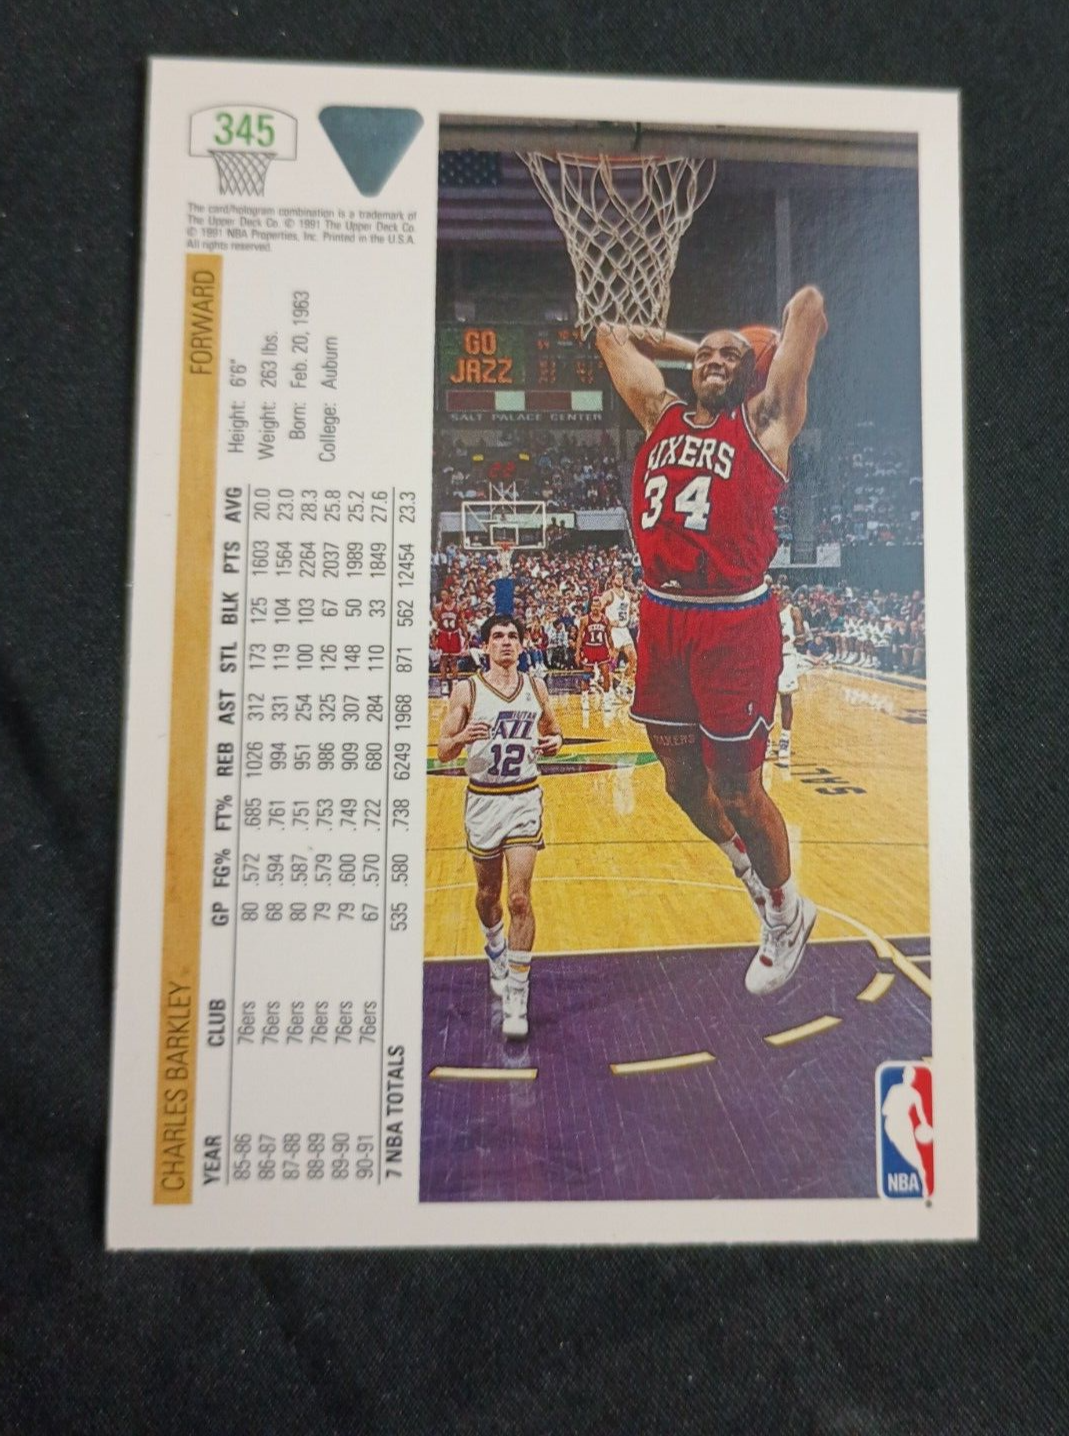 345
The card/hologram combination is a trademark of
The Upper Deck Co. © 1991 The Upper Deck Co.
© 1991 NBA Properties, Inc. Printed in the U.S.A.
All rights reserved.
CHARLES BARKLEY FORWARD
Height: 6'6"
Weight: 263 lbs.
Born: Feb. 20, 1963
College: Auburn
YEAR CLUB GP FG% FT% REB AST STL BLK PTS AVG
85-86 76ers 80 .572 .685 1026 312 173 125 1603 20.0
86-87 76ers 68 .594 .761 994 331 119 104 1564 23.0
87-88 76ers 80 .587 .751 951 254 100 103 2264 28.3
88-89 76ers 79 .579 .753 986 325 126 67 2037 25.8
89-90 76ers 79 .600 .749 909 307 148 50 1989 25.2
90-91 76ers 67 .570 .722 680 284 110 33 1849 27.6
7 NBA TOTALS 535 .580 .738 6249 1968 871 562 12454 23.3
GO
JAZZ
SALT PALACE CENTER
SIXERS
34
44
14
UTAH
JAZZ
12
SIXERS
SALT
NBA